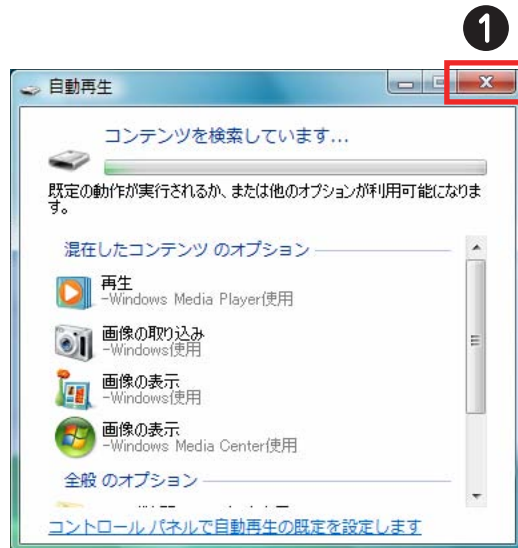 1
自動再生
コンテンツを検索しています...
既定の動作が実行されるか、または他のオプションが利用可能になりま
す。
混在したコンテンツ のオプション
再生
-Windows Media Player使用
画像の取り込み
-Windows使用
画像の表示
-Windows使用
画像の表示
-Windows Media Center使用
全般 のオプション
コントロール パネルで自動再生の既定を設定します